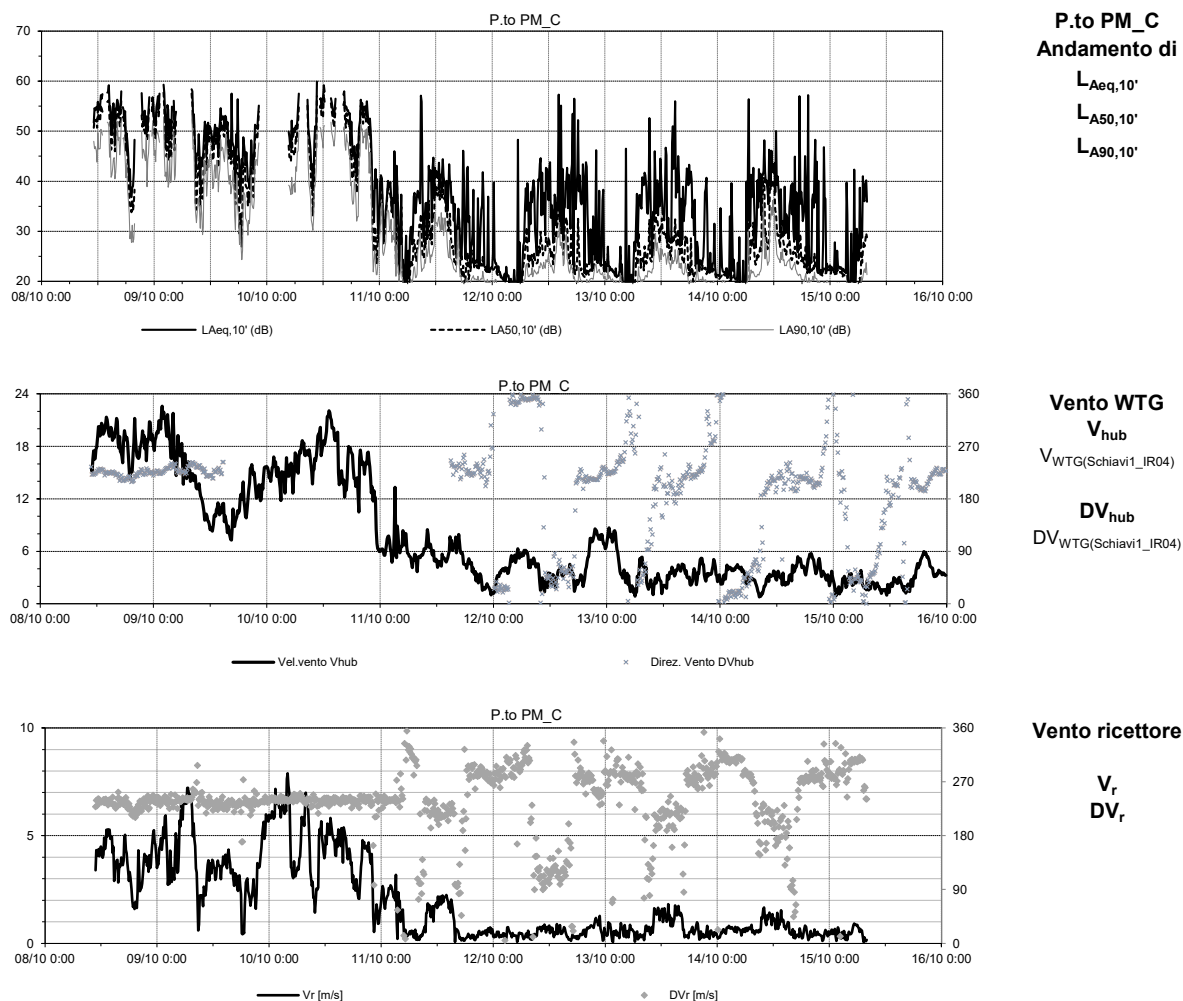 P.to PM_C
70
60
50
40
30
20
08/10 0:00 09/10 0:00 10/10 0:00 11/10 0:00 12/10 0:00 13/10 0:00 14/10 0:00 15/10 0:00 16/10 0:00
LAeq,10' (dB) LA50,10' (dB) LA90,10' (dB)
P.to PM_C
Andamento di
LAeq,10'
LA50,10'
LA90,10'
P.to PM_C
24
18
12
6
0
360
270
180
90
0
08/10 0:00 09/10 0:00 10/10 0:00 11/10 0:00 12/10 0:00 13/10 0:00 14/10 0:00 15/10 0:00 16/10 0:00
Vel.vento Vhub Direz. Vento DVhub
Vento WTG
Vhub
VWTG(Schiavi1_IR04)
DVhub
DVWTG(Schiavi1_IR04)
P.to PM_C
10
5
0
360
270
180
90
0
08/10 0:00 09/10 0:00 10/10 0:00 11/10 0:00 12/10 0:00 13/10 0:00 14/10 0:00 15/10 0:00 16/10 0:00
Vr [m/s] DVr [m/s]
Vento ricettore
Vr
DVr